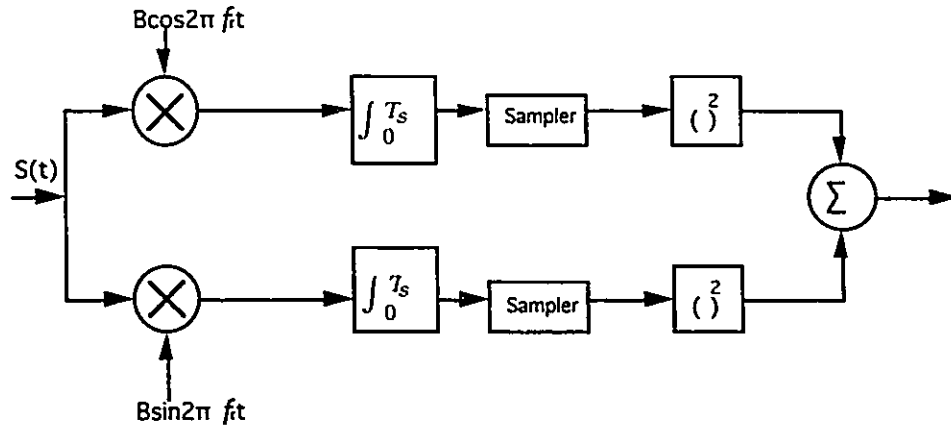 Bcos2π fᵢt
∫ 0 Ts
Sampler
( ) 2
S(t)
Σ
∫ 0 Ts
Sampler
( ) 2
Bsin2π fᵢt